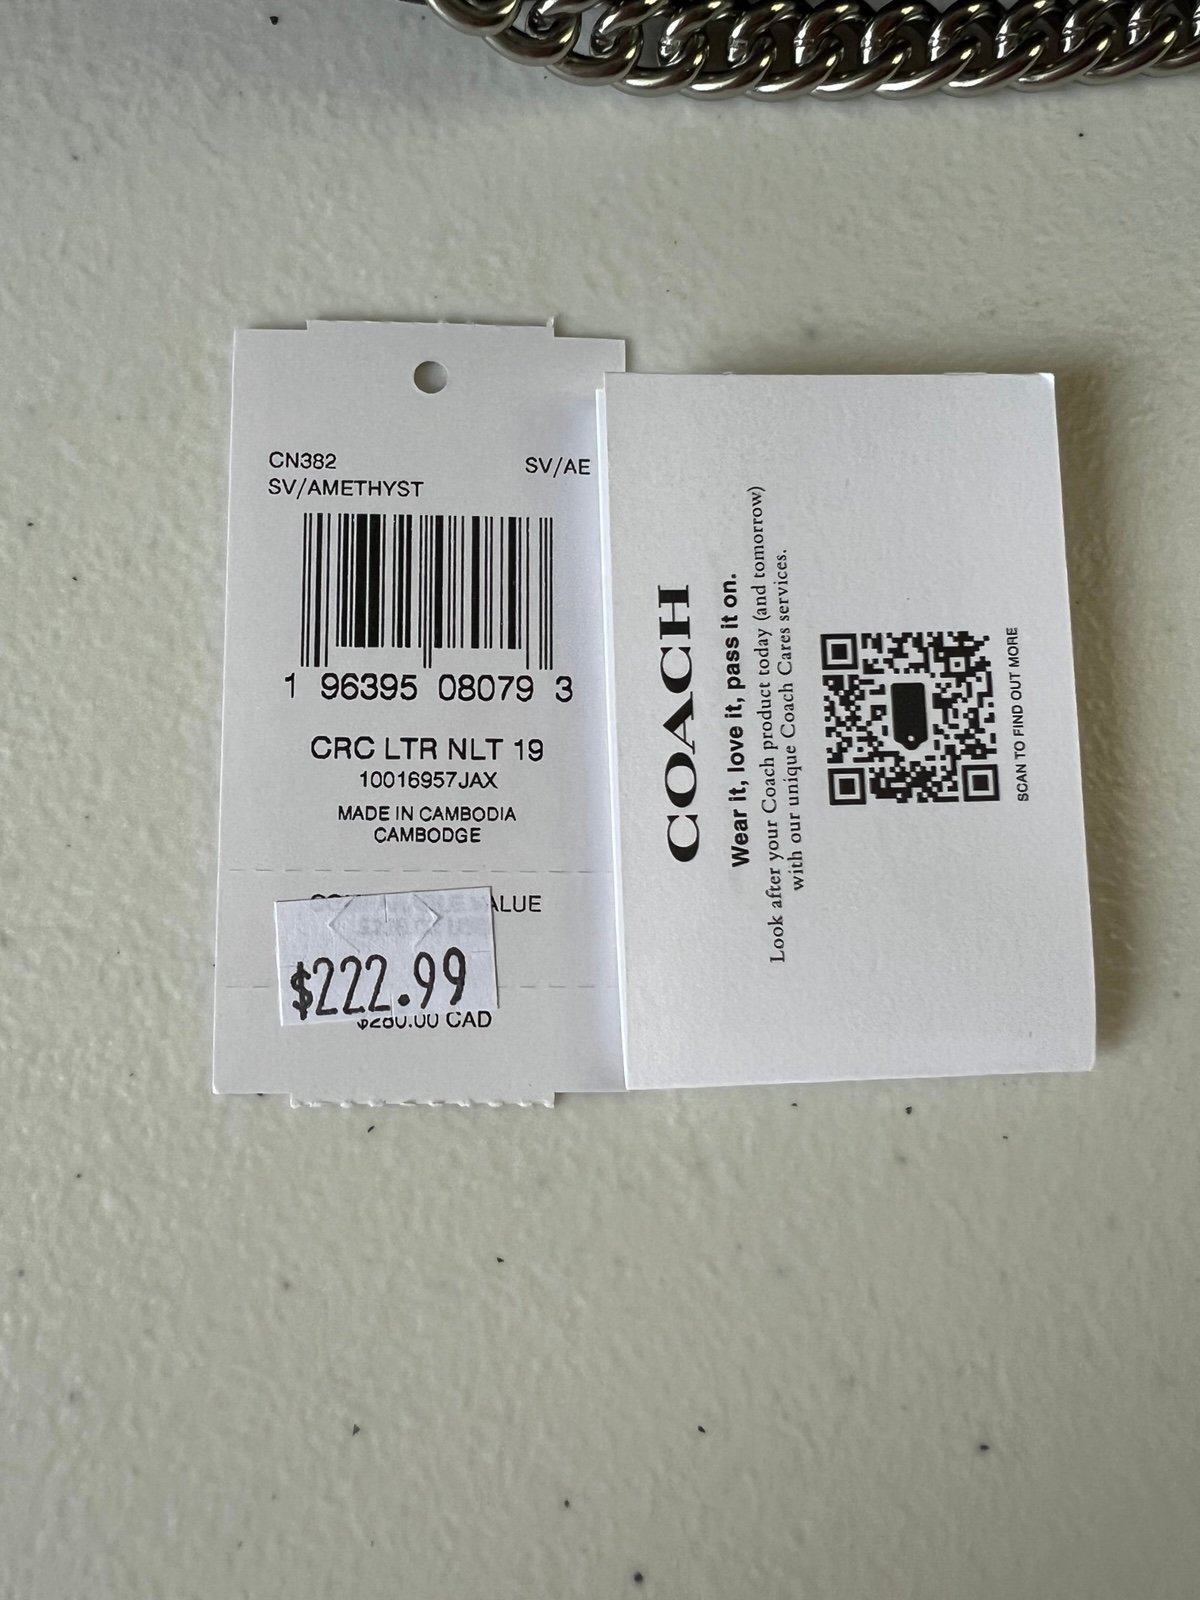 CN382 SV/AE
SV/AMETHYST
1 96395 08079 3
CRC LTR NLT 19
10016957JAX
MADE IN CAMBODIA
CAMBODGE
$222.99
$280.00 CAD
COACH
Wear it, love it, pass it on.
Look after your Coach product today (and tomorrow)
with our unique Coach Cares services.
SCAN TO FIND OUT MORE